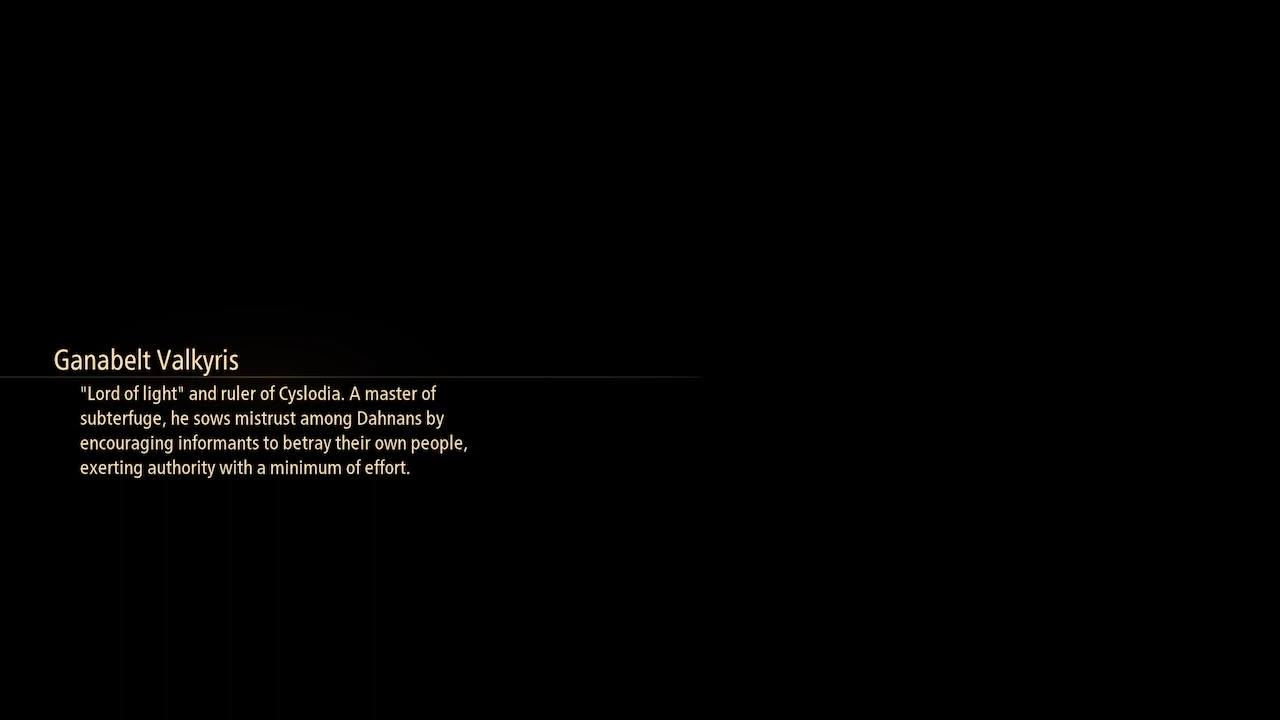 Ganabelt Valkyris
"Lord of light" and ruler of Cyslodia. A master of
subterfuge, he sows mistrust among Dahnans by
encouraging informants to betray their own people,
exerting authority with a minimum of effort.